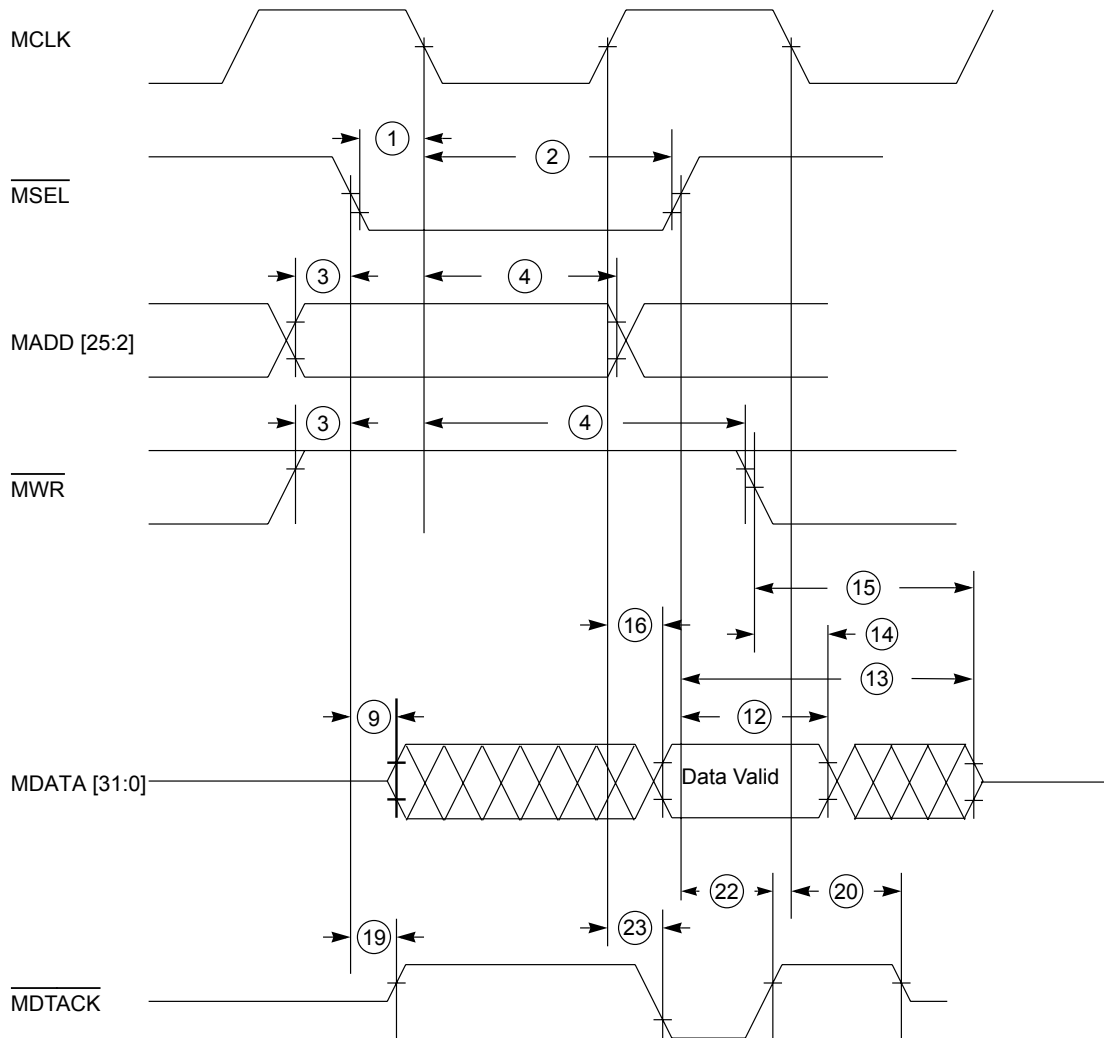 MCLK
1
2
MSEL
3
4
MADD [25:2]
3
4
MWR
15
16
14
13
9
12
MDATA [31:0]
Data Valid
22
20
23
19
MDTACK